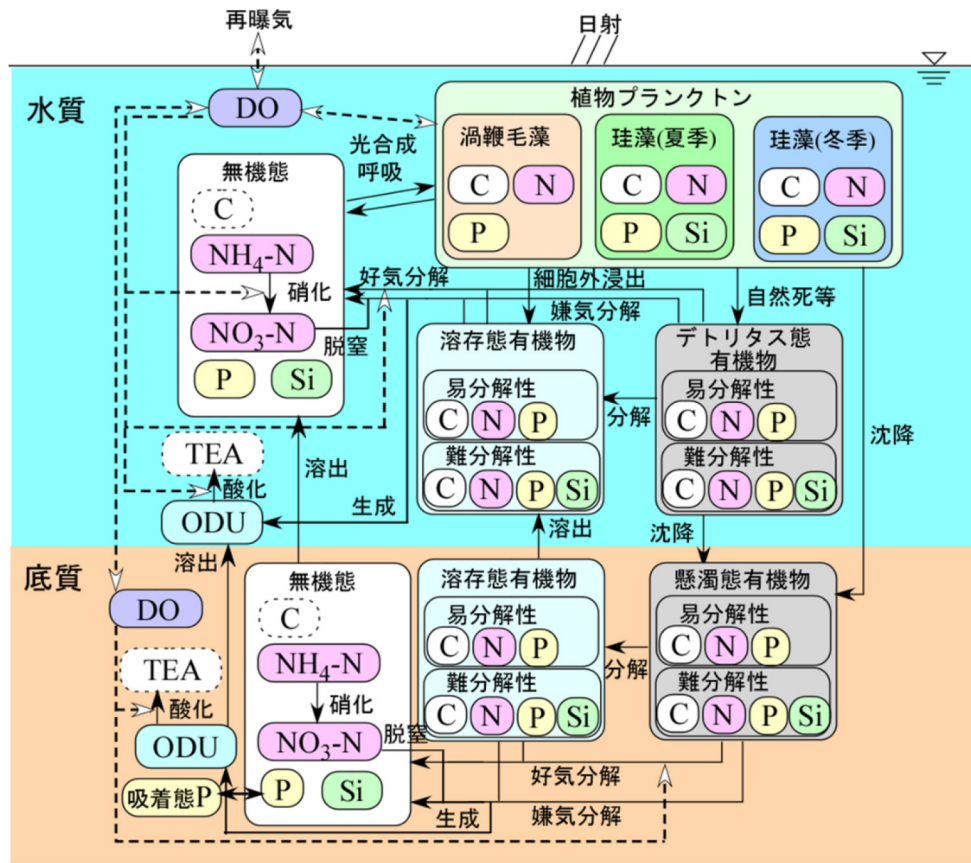 再曝気
日射
水質
DO
植物プランクトン
渦鞭毛藻
C N
P
珪藻(夏季)
C N
P Si
珪藻(冬季)
C N
P Si
光合成
呼吸
無機態
C
NH4-N
硝化
NO3-N
P Si
脱窒
好気分解
細胞外浸出
嫌気分解
自然死等
溶存態有機物
易分解性
C N P
難分解性
C N P Si
分解
デトリタス態
有機物
易分解性
C N P
難分解性
C N P Si
沈降
TEA
酸化
ODU
溶出
生成
溶出
溶出
沈降
底質
DO
TEA
酸化
ODU
吸着態P
無機態
C
NH4-N
硝化
NO3-N
P Si
脱窒
溶存態有機物
易分解性
C N P
難分解性
C N P Si
分解
懸濁態有機物
易分解性
C N P
難分解性
C N P Si
好気分解
生成
嫌気分解